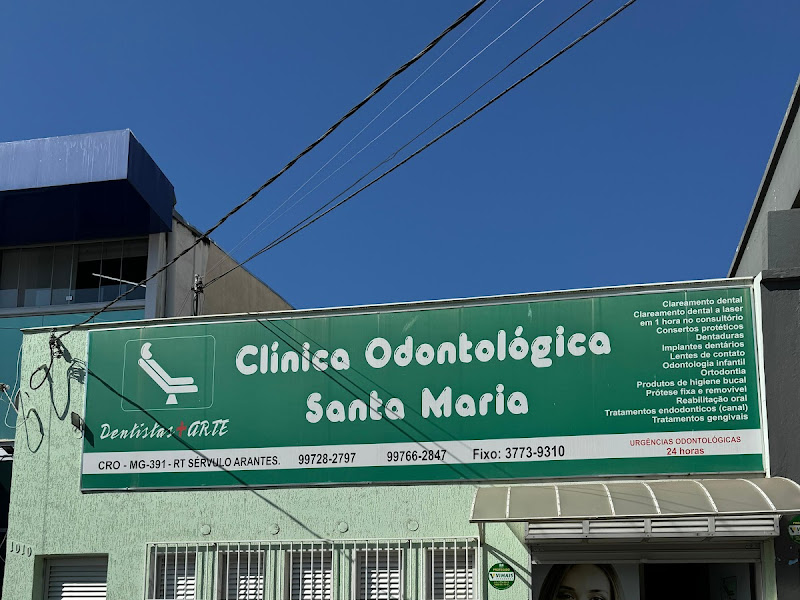 Clínica Odontológica
Santa Maria
Dentistas+ARTE
Clareamento dental
Clareamento dental a laser
em 1 hora no consultório
Consertos protéticos
Dentaduras
Implantes dentários
Lentes de contato
Odontologia infantil
Ortodontia
Produtos de higiene bucal
Prótese fixa e removivel
Reabilitação oral
Tratamentos endodonticos (canal)
Tratamentos gengivais
CRO - MG-391 - RT SÉRVULO ARANTES. 99728-2797 99766-2847 Fixo: 3773-9310
URGÊNCIAS ODONTOLÓGICAS
24 horas
1010